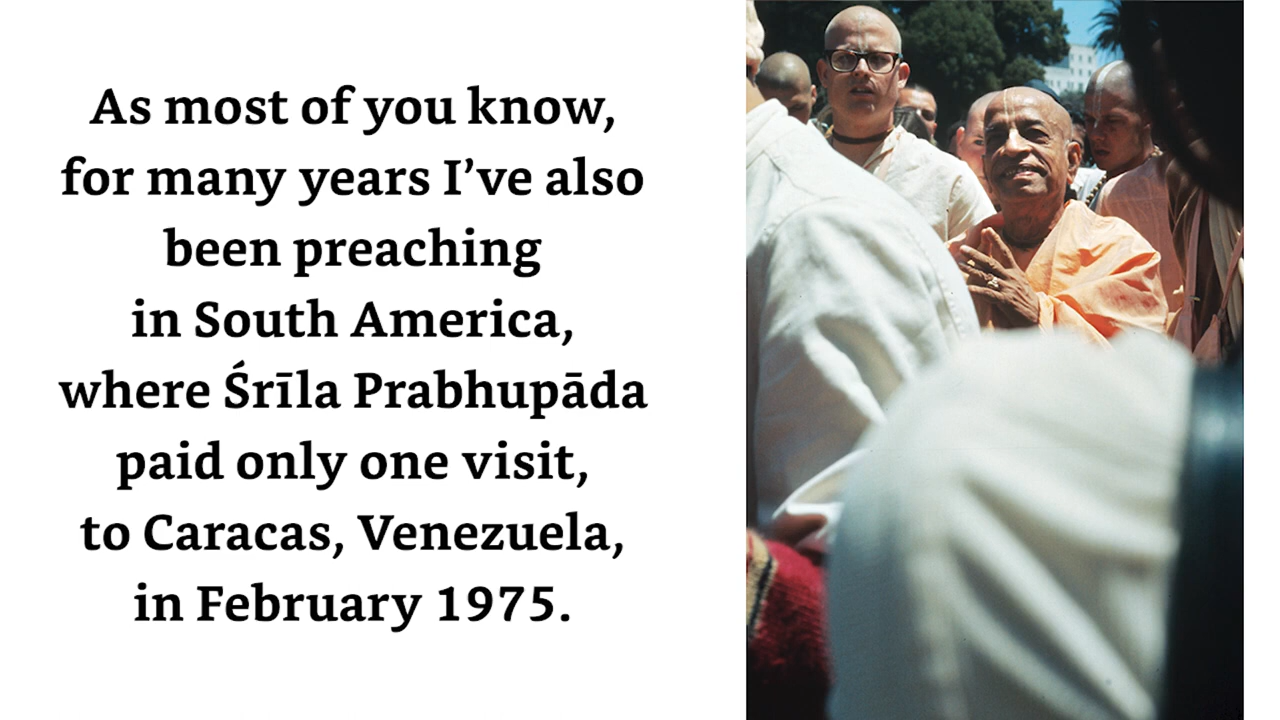 As most of you know,
for many years I’ve also
been preaching
in South America,
where Śrīla Prabhupāda
paid only one visit,
to Caracas, Venezuela,
in February 1975.